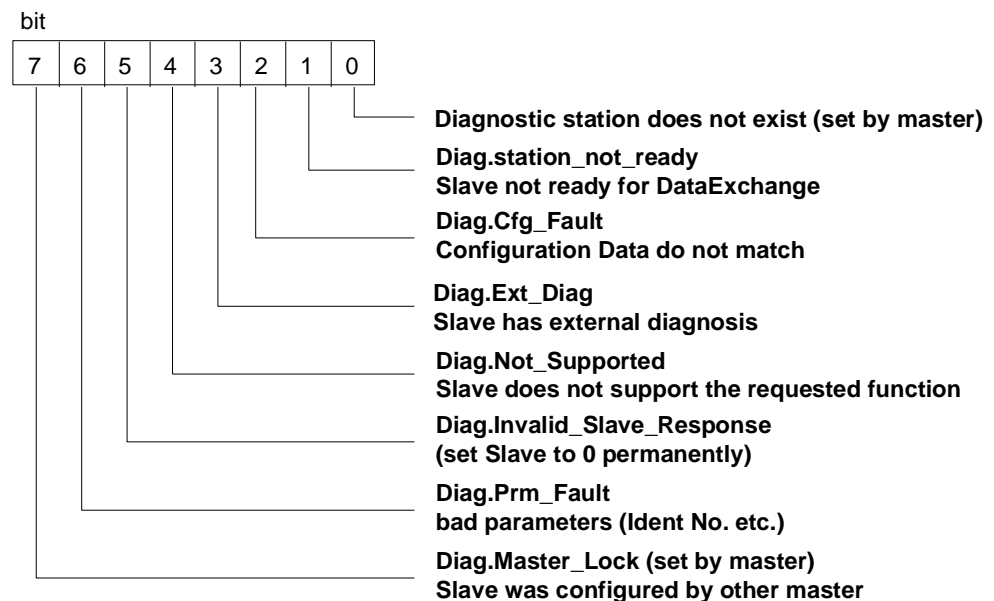 bit
7 6 5 4 3 2 1 0
Diagnostic station does not exist (set by master)
Diag.station_not_ready
Slave not ready for DataExchange
Diag.Cfg_Fault
Configuration Data do not match
Diag.Ext_Diag
Slave has external diagnosis
Diag.Not_Supported
Slave does not support the requested function
Diag.Invalid_Slave_Response
(set Slave to 0 permanently)
Diag.Prm_Fault
bad parameters (Ident No. etc.)
Diag.Master_Lock (set by master)
Slave was configured by other master